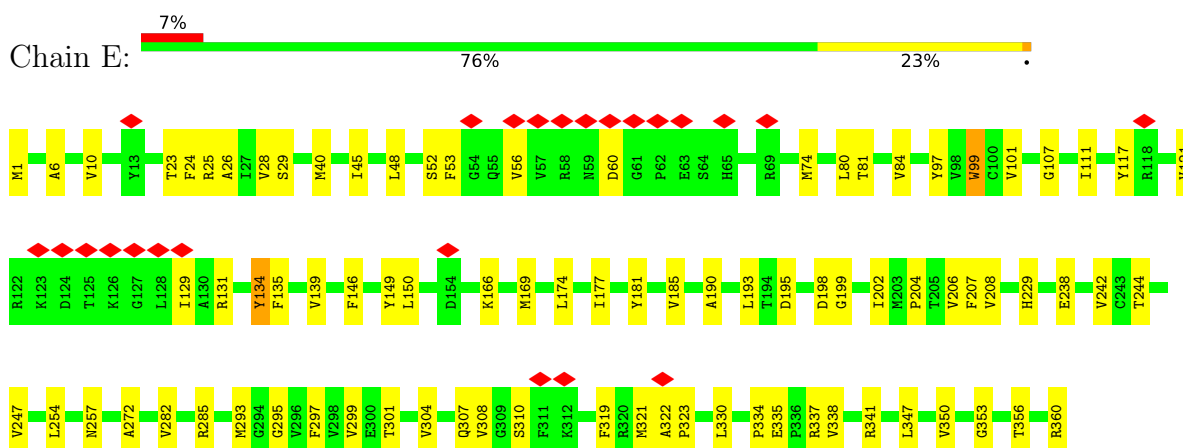 7%
Chain E:
76% 23% •
M1 A6 V10 Y13 T23 F24 R25 A26 I27 V28 S29 M40 I45 L48 S52 F53 G54 Q55 V56 V57 R58 N59 D60 G61 P62 E63 S64 H65 R69 M74 L80 T81 V84 Y97 V98 W99 C100 V101 G107 I111 Y117 R118
R122 K123 D124 T125 K126 G127 L128 I129 A130 R131 Y134 F135 V139 F146 Y149 L150 D154 K166 M169 L174 I177 Y181 V185 A190 L193 T194 D195 D198 G199 I202 M203 P204 T205 V206 F207 V208 H229 E238 V242 C243 T244
V247 L254 N257 A272 V282 R285 M293 G294 G295 V296 F297 V298 V299 E300 T301 V304 Q307 V308 G309 S310 F311 K312 F319 R320 M321 A322 P323 L330 P334 E335 P336 R337 V338 R341 L347 V350 G353 T356 R360